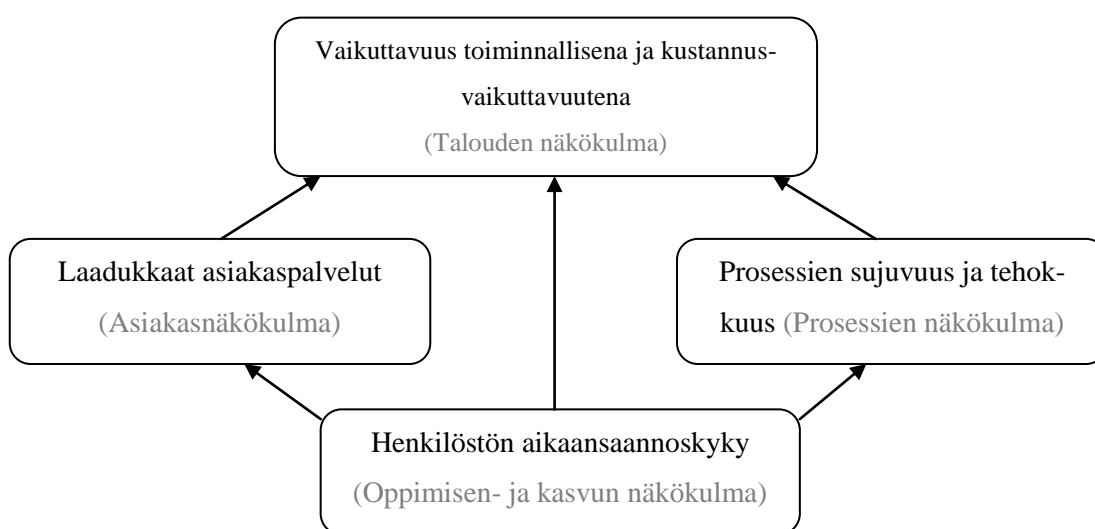 Vaikuttavuus toiminnallisena ja kustannus-
vaikuttavuutena
(Talouden näkökulma)
Laadukkaat asiakaspalvelut
(Asiakasnäkökulma)
Prosessien sujuvuus ja tehok-
kuus (Prosessien näkökulma)
Henkilöstön aikaansaannoskyky
(Oppimisen- ja kasvun näkökulma)